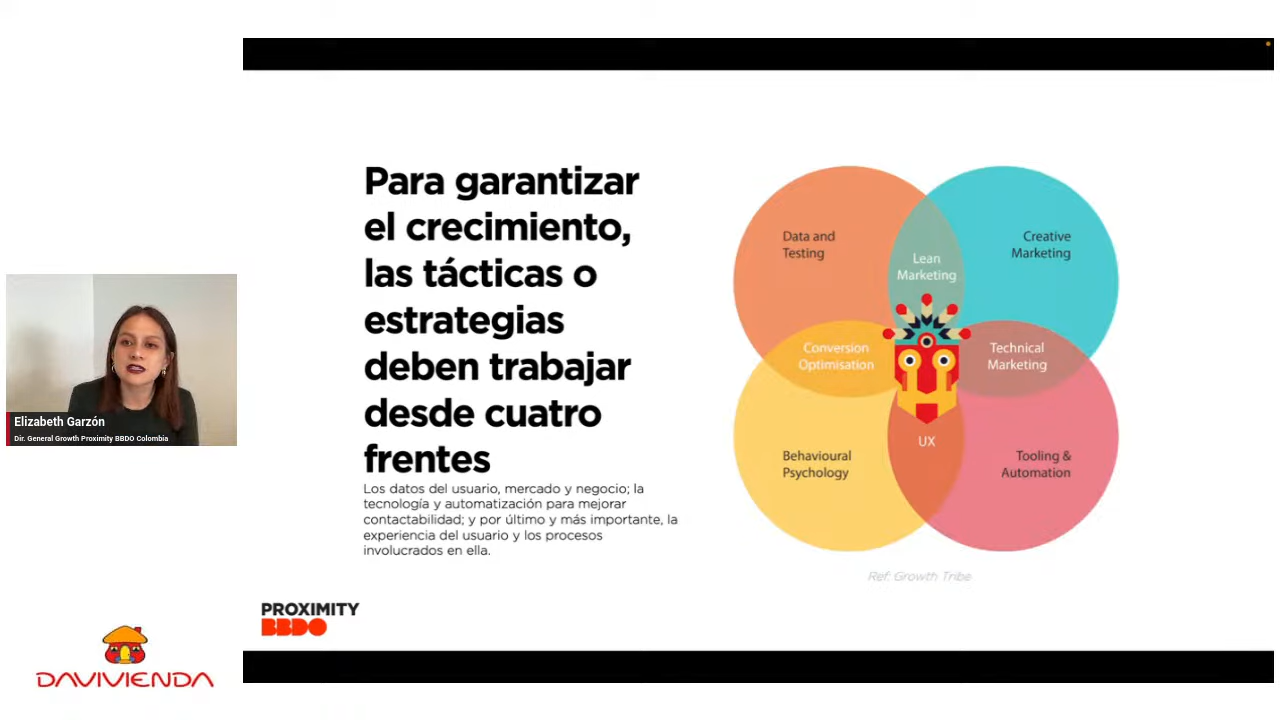 Para garantizar
el crecimiento,
las tácticas o
estrategias
deben trabajar
desde cuatro
frentes
Los datos del usuario, mercado y negocio; la
tecnología y automatización para mejorar
contactabilidad; y por último y más importante, la
experiencia del usuario y los procesos
involucrados en ella.
Data and
Testing
Lean
Marketing
Creative
Marketing
Conversion
Optimisation
Technical
Marketing
UX
Behavioural
Psychology
Tooling &
Automation
Ref: Growth Tribe
Elizabeth Garzón
Dir. General Growth Proximity BBDO Colombia
PROXIMITY
BBDO
DAVIVIENDA